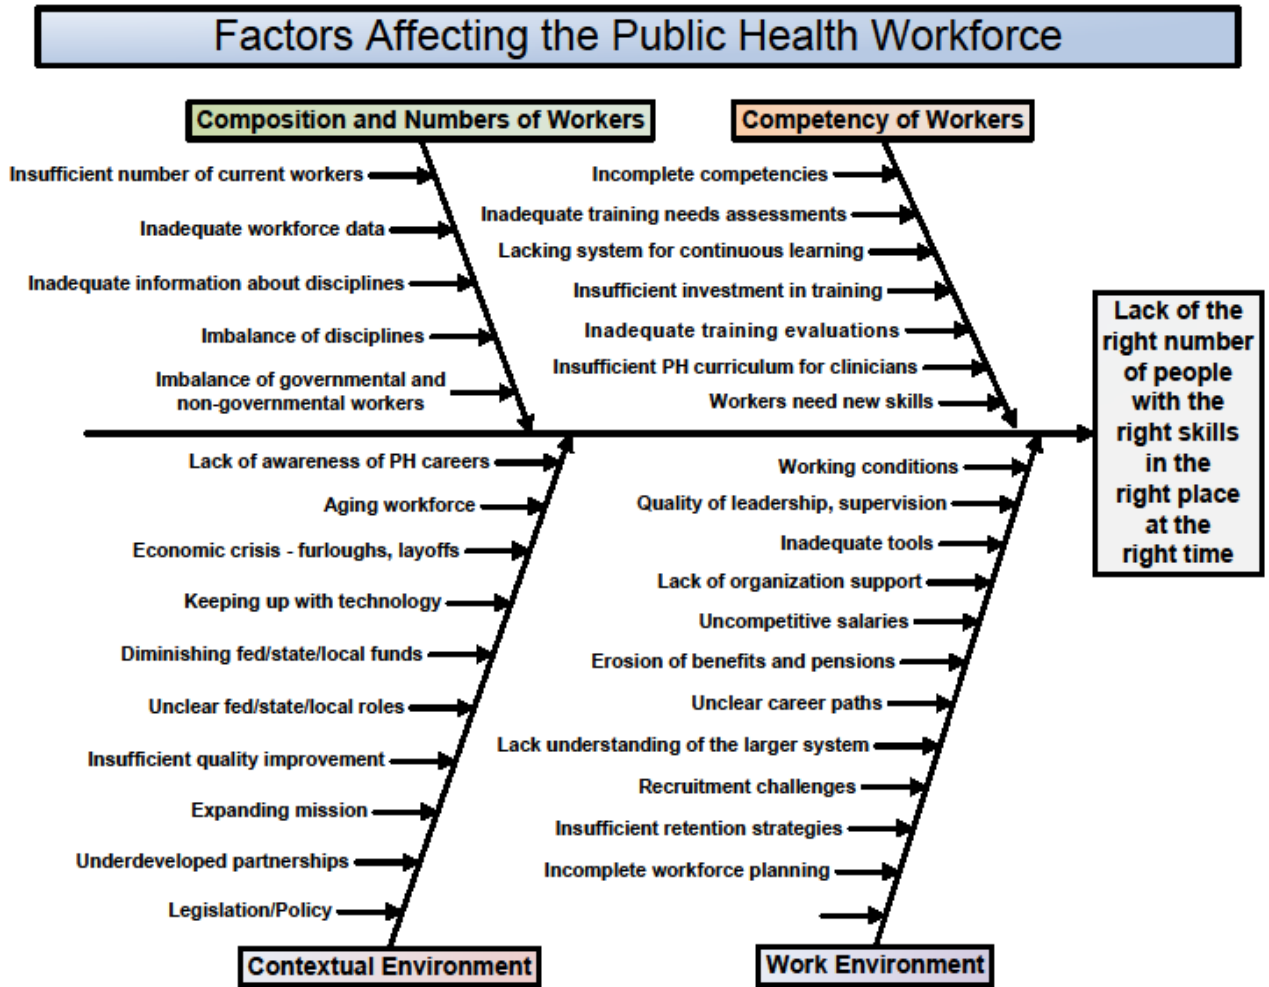 Factors Affecting the Public Health Workforce
Composition and Numbers of Workers
Insufficient number of current workers
Inadequate workforce data
Inadequate information about disciplines
Imbalance of disciplines
Imbalance of governmental and
non-governmental workers
Competency of Workers
Incomplete competencies
Inadequate training needs assessments
Lacking system for continuous learning
Insufficient investment in training
Inadequate training evaluations
Insufficient PH curriculum for clinicians
Workers need new skills
Lack of awareness of PH careers
Aging workforce
Economic crisis - furloughs, layoffs
Keeping up with technology
Diminishing fed/state/local funds
Unclear fed/state/local roles
Insufficient quality improvement
Expanding mission
Underdeveloped partnerships
Legislation/Policy
Contextual Environment
Working conditions
Quality of leadership, supervision
Inadequate tools
Lack of organization support
Uncompetitive salaries
Erosion of benefits and pensions
Unclear career paths
Lack understanding of the larger system
Recruitment challenges
Insufficient retention strategies
Incomplete workforce planning
Work Environment
Lack of the
right number
of people
with the
right skills
in the
right place
at the
right time